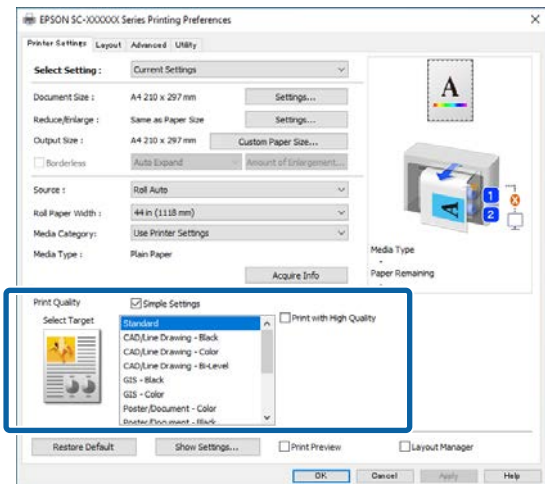 EPSON SC-XXXXXX Series Printing Preferences
Printer Settings Layout Advanced Utility
Select Setting : Current Settings
Document Size : A4 210 x 297 mm Settings...
Reduce/Enlarge : Same as Paper Size Settings...
Output Size : A4 210 x 297 mm Custom Paper Size...
Borderless Auto Expand Amount of Enlargement...
Source : Roll Auto
Roll Paper Width : 44 in (1118 mm)
Media Category: Use Printer Settings
Media Type : Plain Paper
Acquire Info
A
A
1
2
Media Type
-
Paper Remaining
-
Print Quality Simple Settings
Select Target
Standard
CAD/Line Drawing - Black
CAD/Line Drawing - Color
CAD/Line Drawing - Bi-Level
GIS - Black
GIS - Color
Poster/Document - Color
Poster/Document - Black
Print with High Quality
Restore Default Show Settings... Print Preview Layout Manager
OK Cancel Apply Help